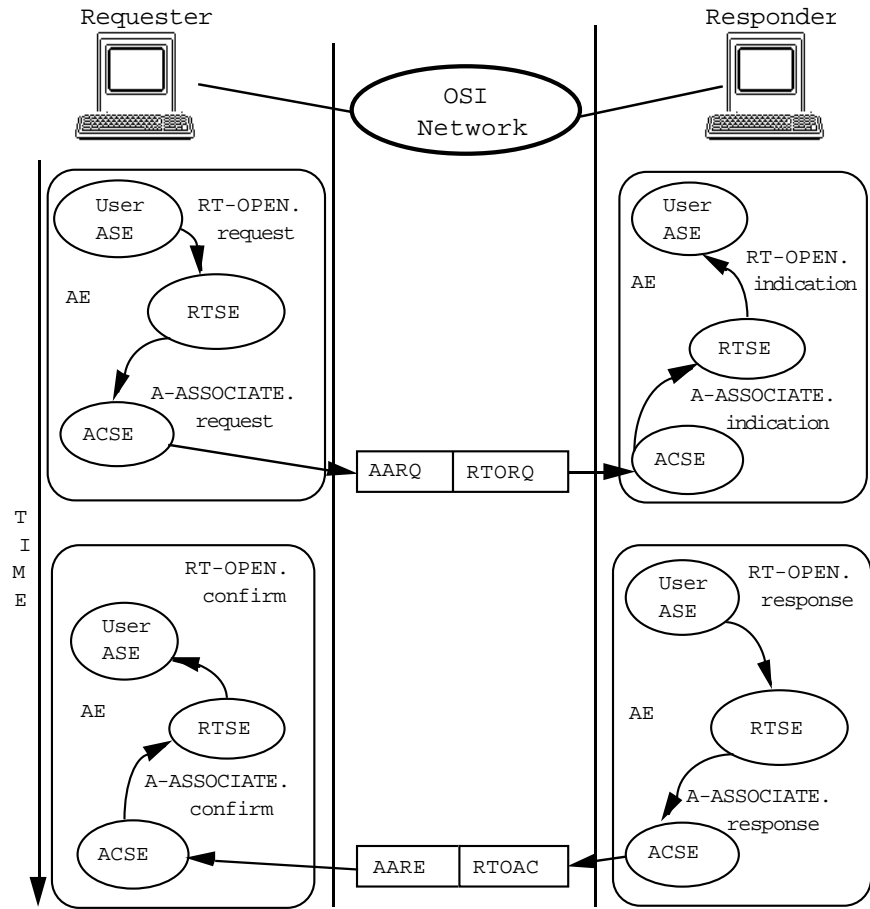 Requester
Responder
OSI
Network
User
ASE
RT-OPEN.
request
AE
RTSE
A-ASSOCIATE.
request
ACSE
User
ASE
RT-OPEN.
indication
AE
RTSE
A-ASSOCIATE.
indication
ACSE
AARQ
RTORQ
T
I
M
E
RT-OPEN.
confirm
User
ASE
AE
RTSE
A-ASSOCIATE.
confirm
ACSE
User
ASE
RT-OPEN.
response
AE
RTSE
A-ASSOCIATE.
response
ACSE
AARE
RTOAC